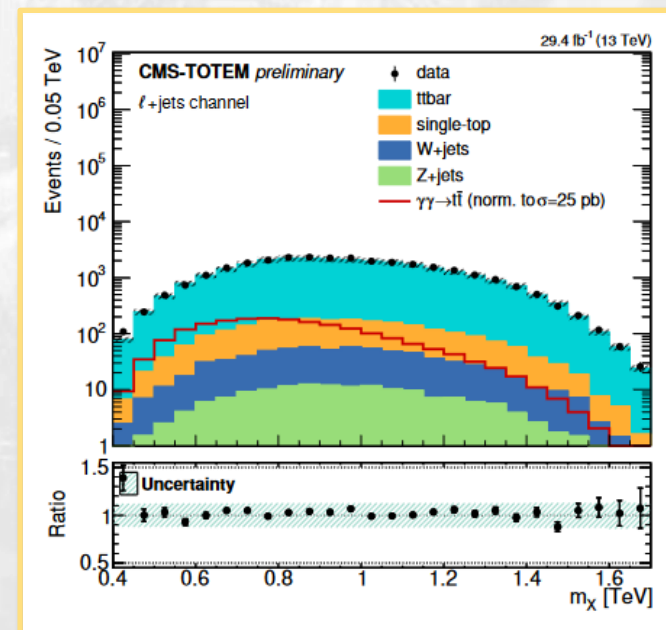 29.4 fb⁻¹ (13 TeV)
CMS-TOTEM preliminary
ℓ+jets channel
data
ttbar
single-top
W+jets
Z+jets
γγ→tt̄ (norm. to σ=25 pb)
Events / 0.05 TeV
10⁷
10⁶
10⁵
10⁴
10³
10²
10
1
Uncertainty
Ratio
1.5
1
0.5
0.4 0.6 0.8 1 1.2 1.4 1.6
m_X [TeV]